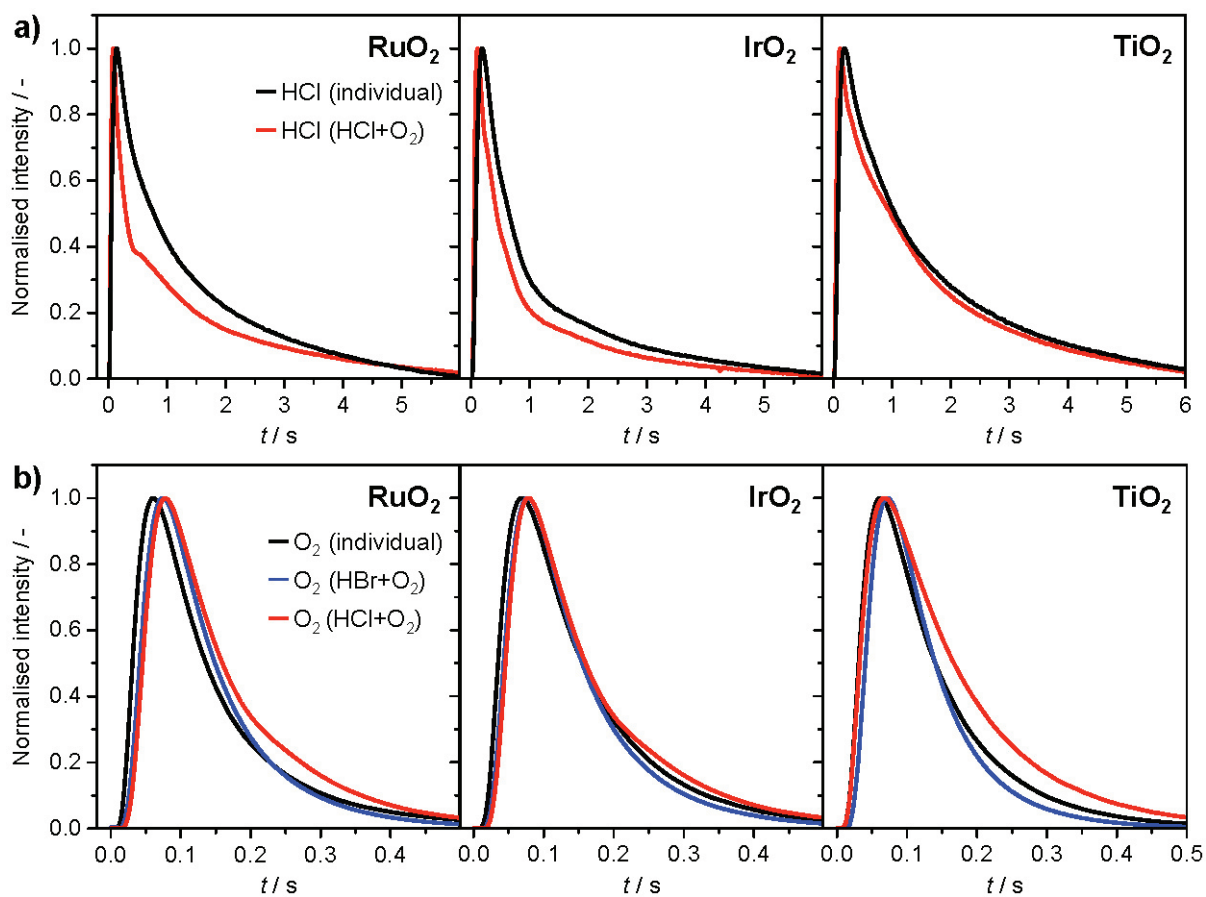 a)
RuO₂
IrO₂
TiO₂
HCl (individual)
HCl (HCl+O₂)
Normalised intensity / -
1.0
0.8
0.6
0.4
0.2
0.0
0 1 2 3 4 5
0 1 2 3 4 5
0 1 2 3 4 5 6
t / s
t / s
t / s
b)
RuO₂
IrO₂
TiO₂
O₂ (individual)
O₂ (HBr+O₂)
O₂ (HCl+O₂)
Normalised intensity / -
1.0
0.8
0.6
0.4
0.2
0.0
0.0 0.1 0.2 0.3 0.4
0.0 0.1 0.2 0.3 0.4
0.0 0.1 0.2 0.3 0.4 0.5
t / s
t / s
t / s